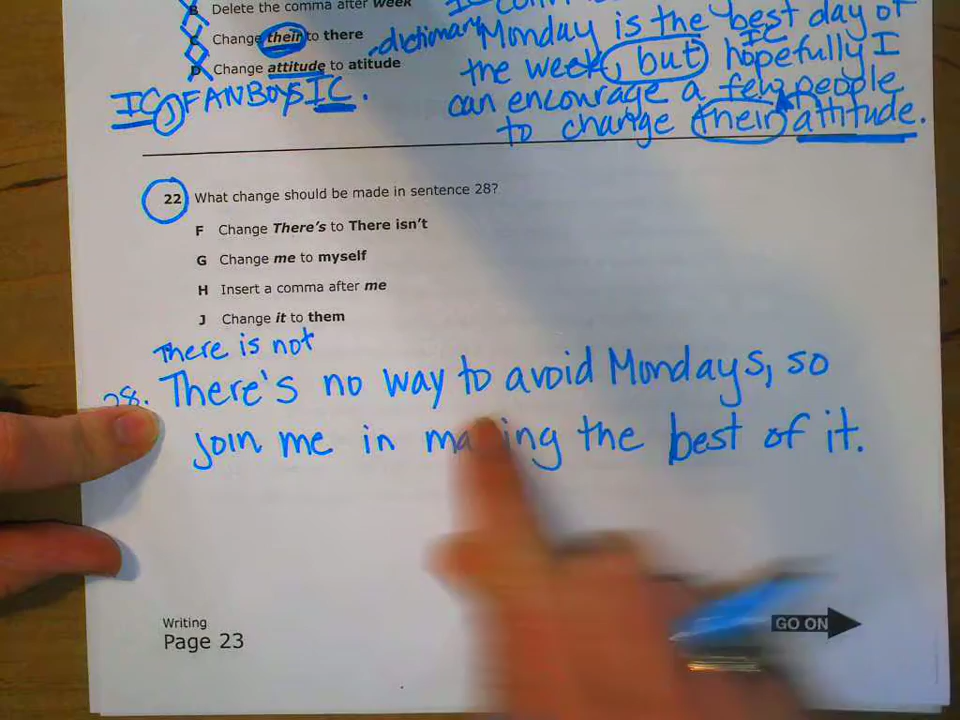 Delete the comma after week
C Change their to there
D Change attitude to atitude
dictionary
IC, FANBOYS IC.
Monday is the best day of
IC
the week, but hopefully I
can encourage a few people
to change their attitude.
22 What change should be made in sentence 28?
F Change There's to There isn't
G Change me to myself
H Insert a comma after me
J Change it to them
There is not
28. There's no way to avoid Mondays, so
join me in making the best of it.
Writing
Page 23
GO ON